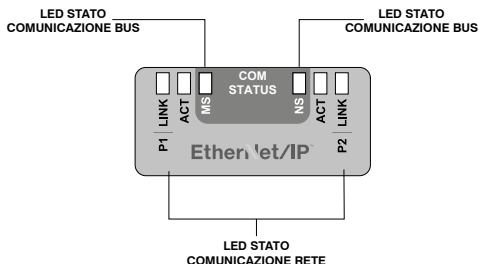 LED STATO
COMUNICAZIONE BUS
LED STATO
COMUNICAZIONE BUS
COM
STATUS
P1 LINK
ACT
MS
NS
ACT
P2 LINK
EtherNet/IP
LED STATO
COMUNICAZIONE RETE